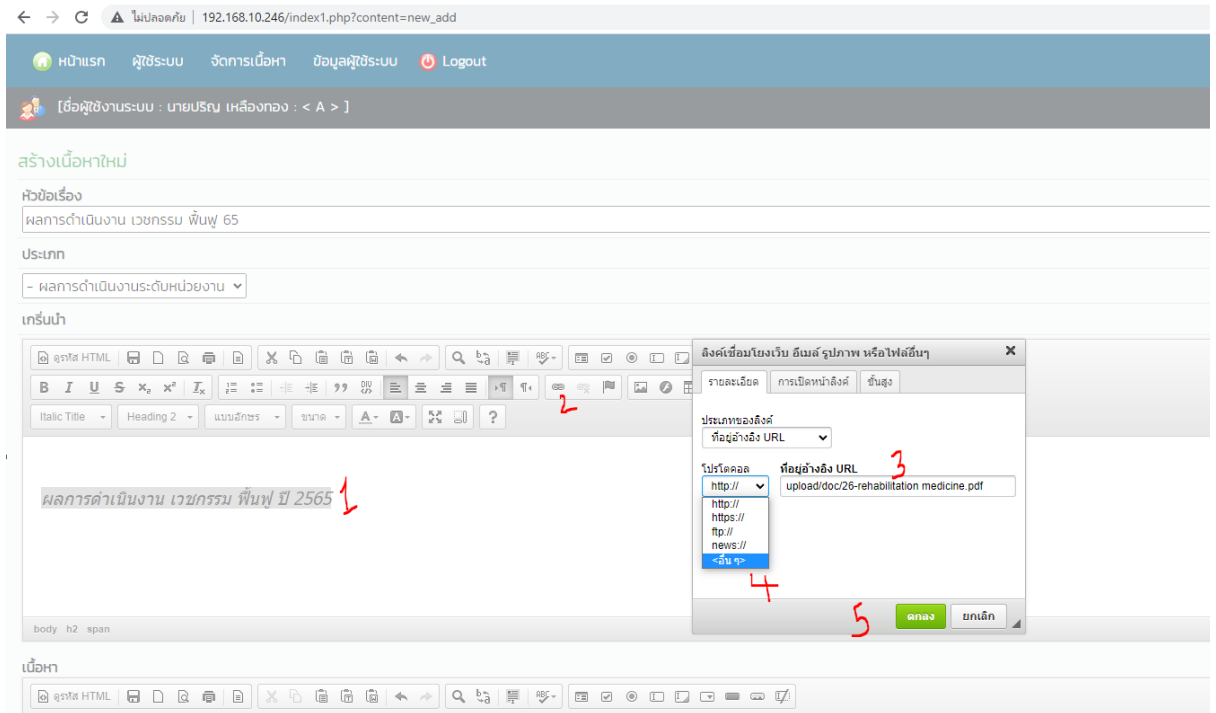 ไม่ปลอดภัย | 192.168.10.246/index1.php?content=new_add
หน้าแรก ผู้ใช้ระบบ จัดการเนื้อหา ข้อมูลผู้ใช้ระบบ Logout
[ชื่อผู้ใช้งานระบบ : นายปริญ เหลืองทอง : < A > ]
สร้างเนื้อหาใหม่
หัวข้อเรื่อง
ผลการดำเนินงาน เวชกรรม ฟื้นฟู 65
ประเภท
- ผลการดำเนินงานระดับหน่วยงาน
เกริ่นนำ
ดูรหัส HTML
B I U S x₂ x² Ix
Italic Title Heading 2 แบบอักษร ขนาด A A ?
2
ผลการดำเนินงาน เวชกรรม ฟื้นฟู ปี 2565 1
body h2 span
ลิงค์เชื่อมโยงเว็บ อีเมล์ รูปภาพ หรือไฟล์อื่นๆ X
รายละเอียด การเปิดหน้าลิงค์ ขั้นสูง
ประเภทของลิงค์
ที่อยู่อ้างอิง URL
โปรโตคอล ที่อยู่อ้างอิง URL 3
http:// upload/doc/26-rehabilitation medicine.pdf
http://
https://
ftp://
news://
<อื่น ๆ>
4
5 ตกลง ยกเลิก
เนื้อหา
ดูรหัส HTML